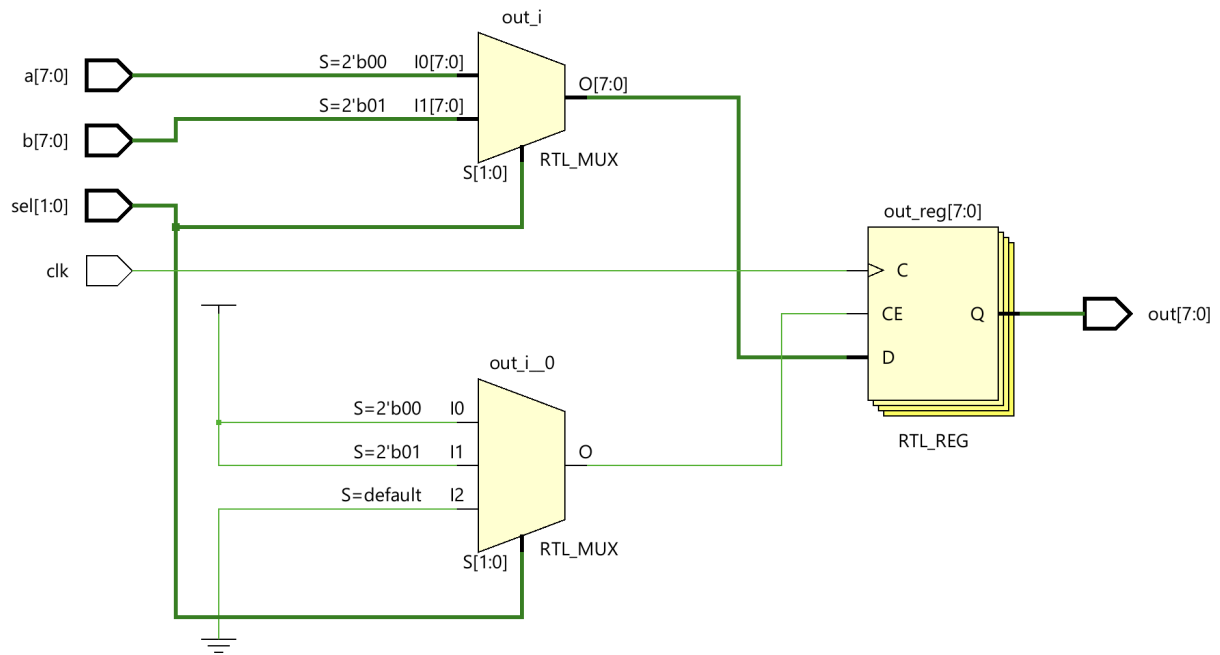 out_i
a[7:0]
S=2'b00 I0[7:0]
O[7:0]
S=2'b01 I1[7:0]
b[7:0]
RTL_MUX
S[1:0]
sel[1:0]
out_reg[7:0]
clk
C
CE
Q
out[7:0]
D
out_i__0
S=2'b00 I0
RTL_REG
S=2'b01 I1
O
S=default I2
RTL_MUX
S[1:0]